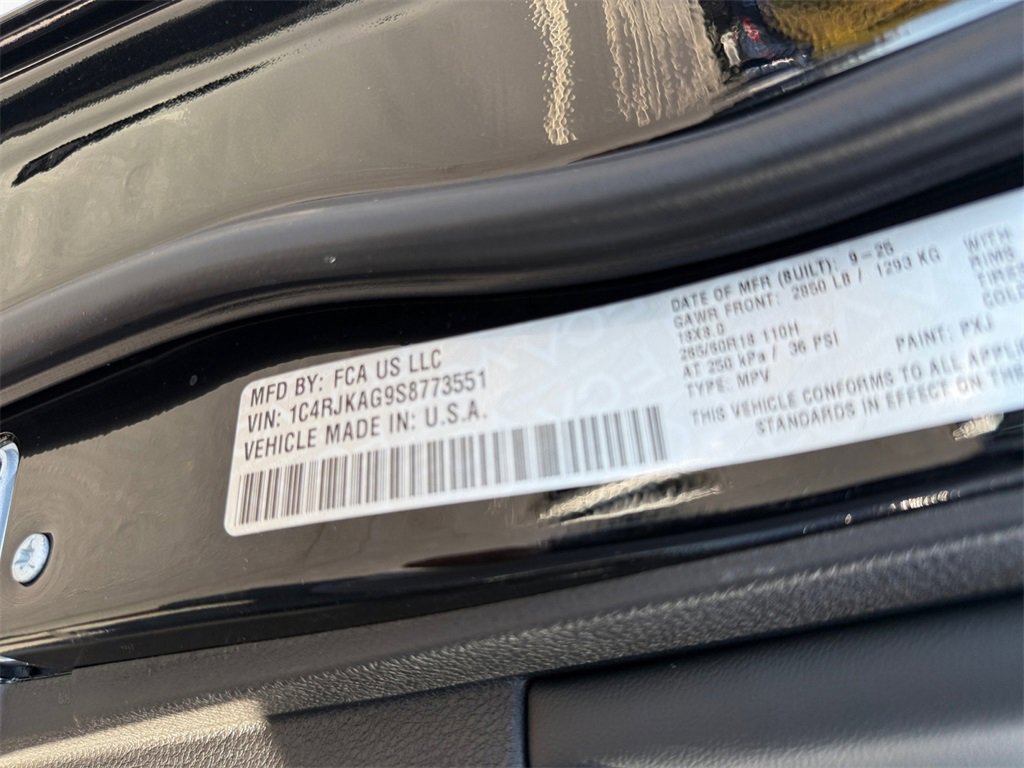 MFD BY: FCA US LLC
VIN: 1C4RJKAG9S8773551
VEHICLE MADE IN: U.S.A.
DATE OF MFR (BUILT): 9-25
GAWR FRONT: 2850 LB / 1293 KG
18X8.0
265/60R18 110H
AT 250 kPa / 36 PSI
TYPE: MPV
PAINT: PXJ
THIS VEHICLE CONFORMS TO ALL APPLI
STANDARDS IN EFFECT
WITH
RIMS
TIRES
COLD